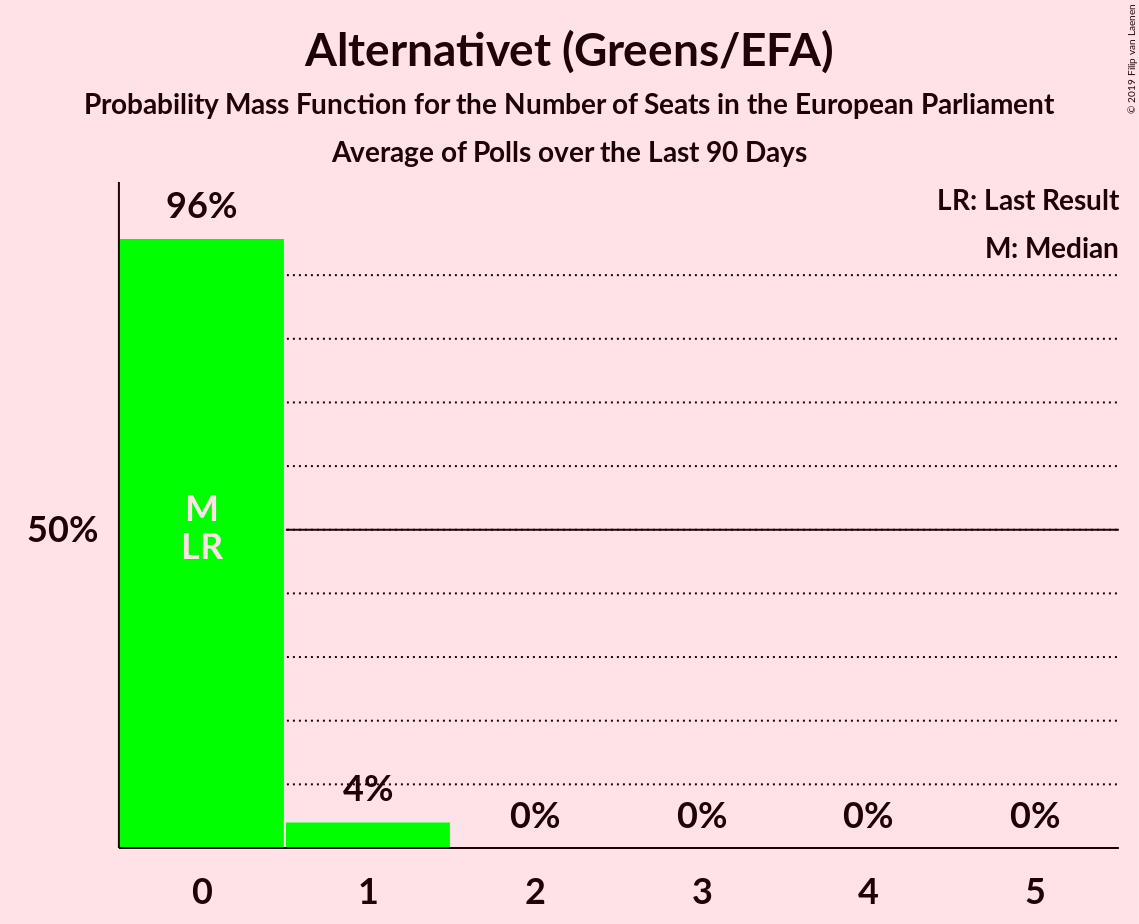 Alternativet (Greens/EFA)
Probability Mass Function for the Number of Seats in the European Parliament
Average of Polls over the Last 90 Days
© 2019 Filip van Laenen
LR: Last Result
M: Median
96%
M
LR
50%
4%
0%
0%
0%
0%
0
1
2
3
4
5